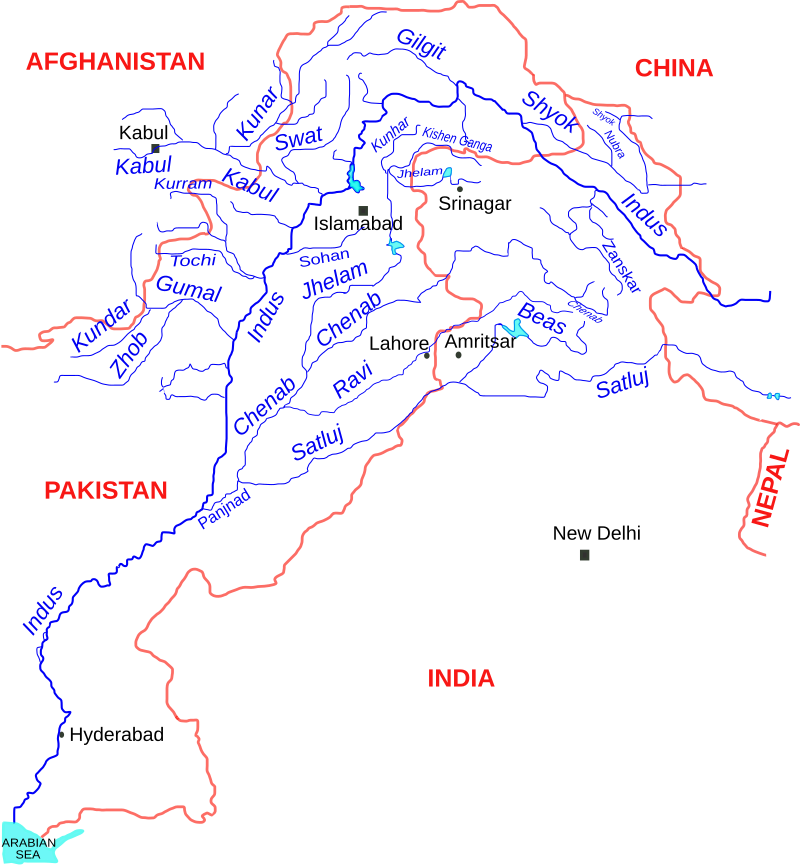 Gilgit
AFGHANISTAN
CHINA
Kunar
Shyok
Shyok
Kabul
Swat
Kunhar
Kishen Ganga
Nubra
Kabul
Kurram
Kabul
Jhelam
Srinagar
Islamabad
Indus
Sohan
Tochi
Jhelam
Zanskar
Gumal
Indus
Chenab
Chenab
Kundar
Beas
Zhob
Lahore
Amritsar
Ravi
Satluj
Chenab
Satluj
PAKISTAN
NEPAL
Panjnad
New Delhi
Indus
INDIA
Hyderabad
ARABIAN
SEA